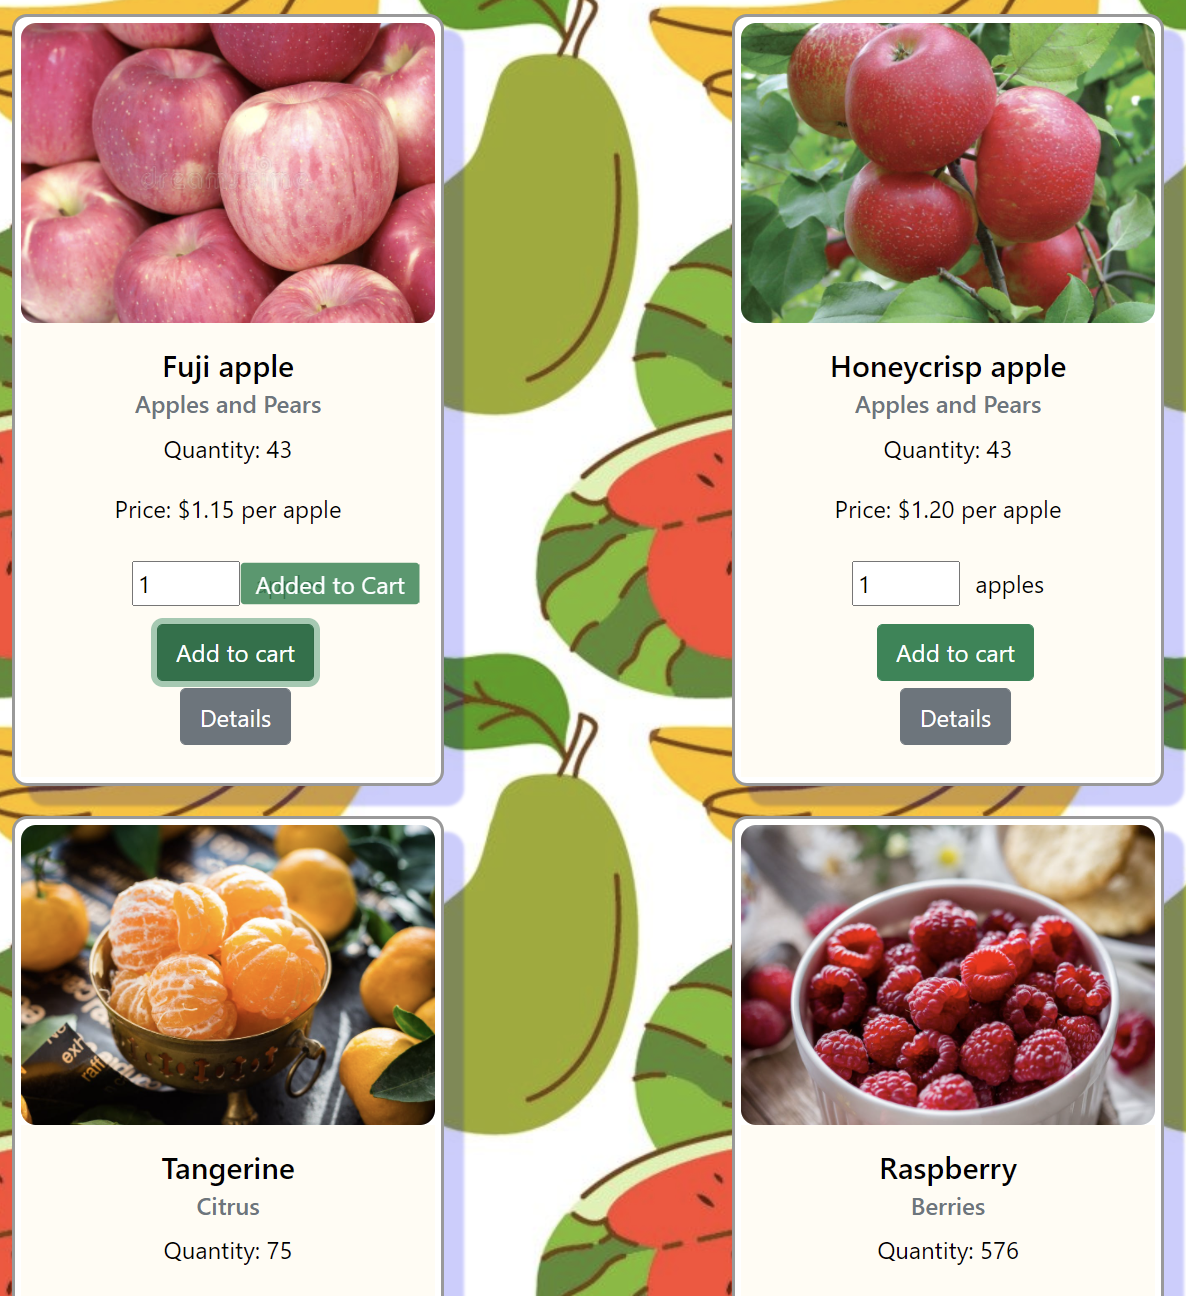 Fuji apple
Apples and Pears
Quantity: 43
Price: $1.15 per apple
1
Added to Cart
Add to cart
Details
Honeycrisp apple
Apples and Pears
Quantity: 43
Price: $1.20 per apple
1 apples
Add to cart
Details
Tangerine
Citrus
Quantity: 75
Raspberry
Berries
Quantity: 576